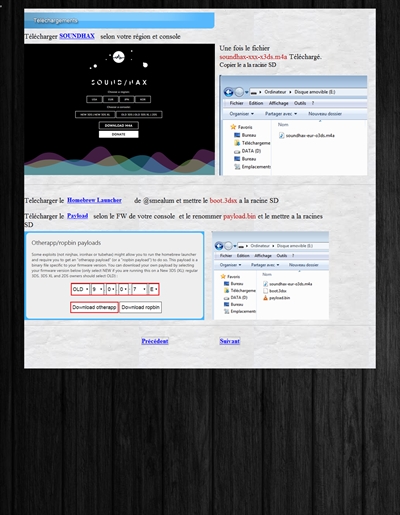 Téléchargements
Télécharger SOUNDHAX selon votre région et console
Une fois le fichier
soundhax-xxx-x3ds.m4a Téléchargé.
Copier le a la racine SD
SOUNDHAX
DOWNLOAD M4A
DONATE
Ordinateur Disque amovible (E:)
Fichier Edition Affichage Outils ?
Organiser Partager avec Nouveau dossier
Nom
Favoris
Bureau
Téléchargeme
DATA (D)
Bureau
Emplacements
soundhax-eur-o3ds.m4
Telecharger le Homebrew Launcher de @smealum et mettre le boot.3dsx a la racine SD
Télécharger le Payload selon le FW de votre console et le renommer payload.bin et le mettre a la racines
SD
Otherapp/ropbin payloads
Some exploits (not ninjhax, ironhax or tubehax) might allow you to run the homebrew launcher
and require you to get an "otherapp payload" (or a "ropbin payload") to do so. This payload is a
binary file specific to your firmware version. You can download your own payload by selecting
your firmware version below (only select NEW if you are running this on a New 3DS (XL); regular
3DS, 3DS XL and 2DS owners should select OLD) :
OLD 9 0 0 7 E
Download otherapp Download ropbin
Ordinateur Disque amovible (E:)
Fichier Edition Affichage Outils ?
Organiser Partager avec Nouveau dossier
Nom
Favoris
Bureau
Téléchargeme
DATA (D)
Bureau
Emplacements
soundhax-eur-o3ds.m4a
boot.3dsx
payload.bin
Précédent Suivant